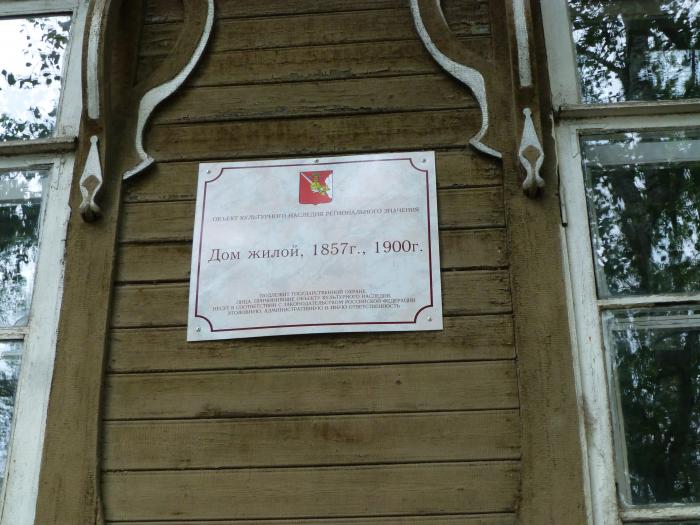 ОБЪЕКТ КУЛЬТУРНОГО НАСЛЕДИЯ РЕГИОНАЛЬНОГО ЗНАЧЕНИЯ
Дом жилой, 1857г., 1900г.
ПОДЛЕЖИТ ГОСУДАРСТВЕННОЙ ОХРАНЕ
ЛИЦА, ПРИЧИНИВШИЕ ОБЪЕКТУ КУЛЬТУРНОГО НАСЛЕДИЯ,
НЕСУТ В СООТВЕТСТВИИ С ЗАКОНОДАТЕЛЬСТВОМ РОССИЙСКОЙ ФЕДЕРАЦИИ
УГОЛОВНУЮ, АДМИНИСТРАТИВНУЮ И ИНУЮ ОТВЕТСТВЕННОСТЬ